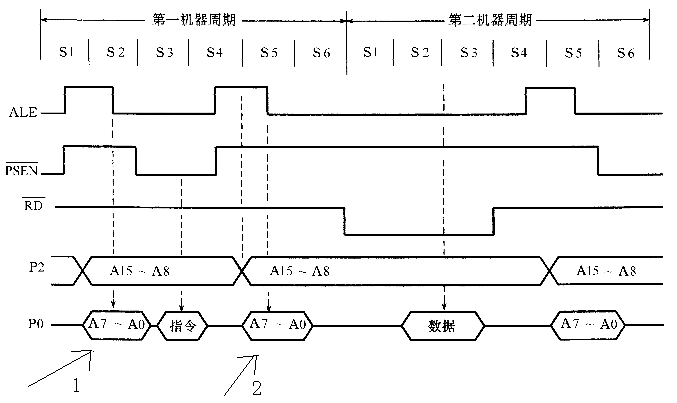 第一机器周期 第二机器周期
S1 S2 S3 S4 S5 S6 S1 S2 S3 S4 S5 S6
ALE
PSEN
RD
P2 A15 ~ A8 A15 ~ A8 A15 ~ A8
P0 A7 ~ A0 指令 A7 ~ A0 数据 A7 ~ A0
1 2